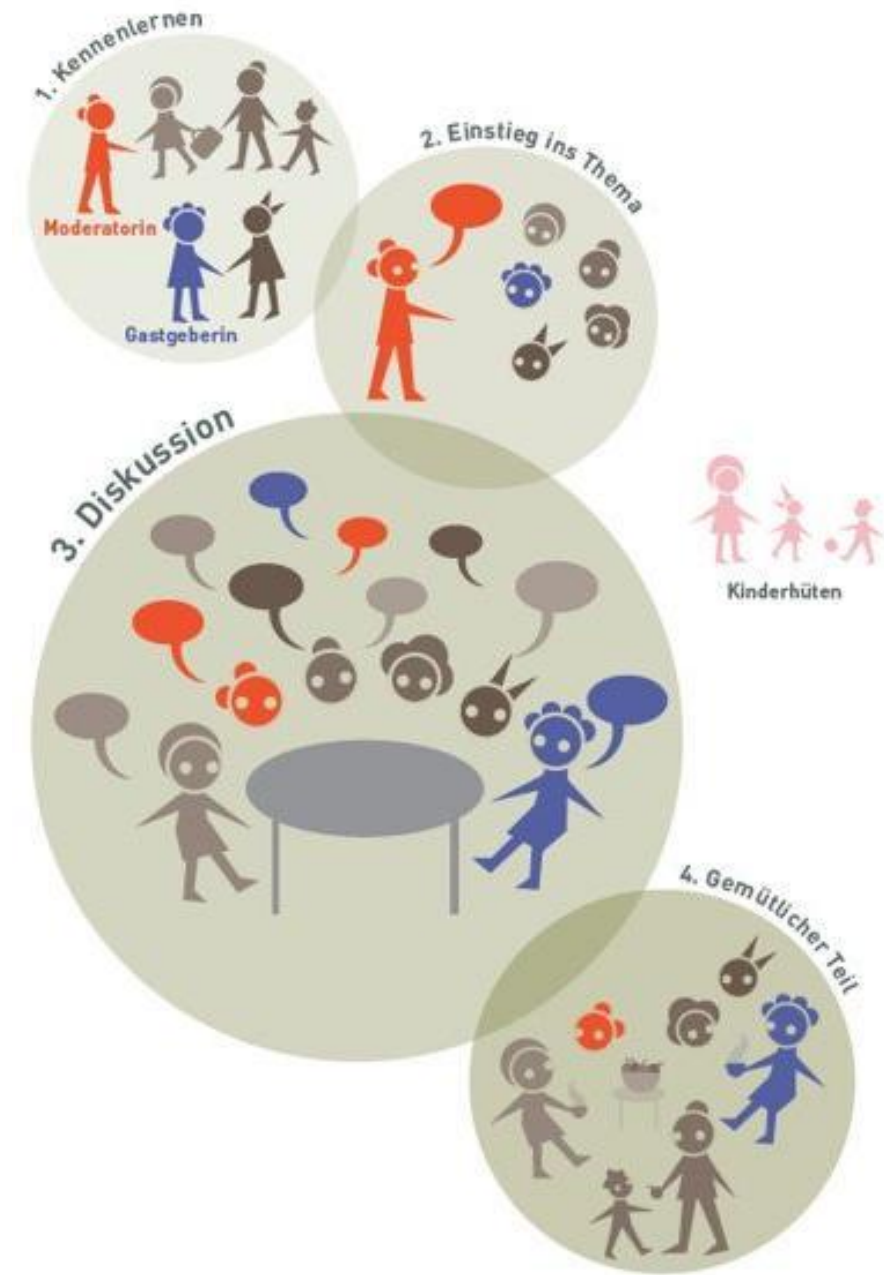 1. Kennenlernen
Moderatorin
Gastgeberin
2. Einstieg ins Thema
3. Diskussion
Kinderhüten
4. Gemütlicher Teil